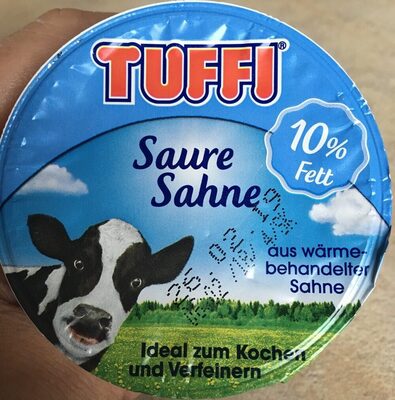 TUFFI®
10%
Fett
Saure
Sahne
aus wärme-
behandelter
Sahne
Ideal zum Kochen
und Verfeinern